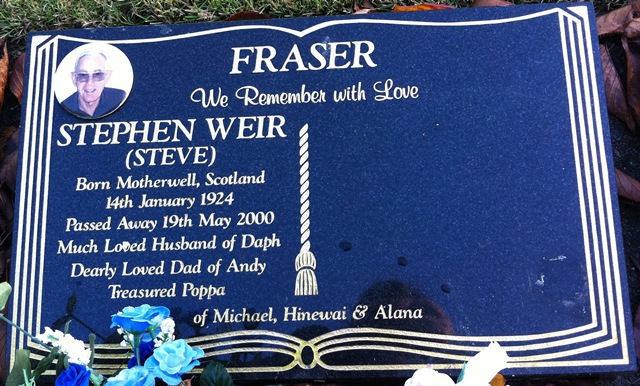 FRASER
We Remember with Love
STEPHEN WEIR
(STEVE)
Born Motherwell, Scotland
14th January 1924
Passed Away 19th May 2000
Much Loved Husband of Daph
Dearly Loved Dad of Andy
Treasured Poppa
of Michael, Hinewai & Alana